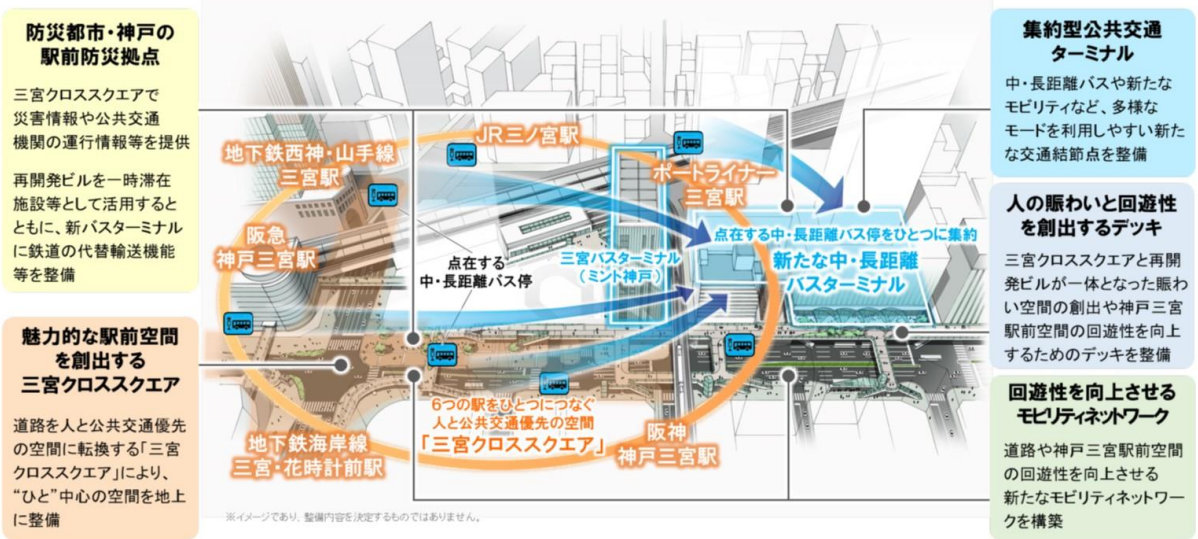 防災都市・神戸の
駅前防災拠点
三宮クロススクエアで
災害情報や公共交通
機関の運行情報等を提供
再開発ビルを一時滞在
施設等として活用すると
ともに、新バスターミナル
に鉄道の代替輸送機能
等を整備
魅力的な駅前空間
を創出する
三宮クロススクエア
道路を人と公共交通優先
の空間に転換する「三宮
クロススクエア」により、
“ひと”中心の空間を地上
に整備
JR三ノ宮駅
地下鉄西神・山手線
三宮駅
ポートライナー
三宮駅
阪急
神戸三宮駅
点在する
中・長距離バス停
三宮バスターミナル
（ミント神戸）
点在する中・長距離バス停をひとつに集約
新たな中・長距離
バスターミナル
6つの駅をひとつにつなぐ
人と公共交通優先の空間
「三宮クロススクエア」
地下鉄海岸線
三宮・花時計前駅
阪神
神戸三宮駅
※イメージであり、整備内容を決定するものではありません。
集約型公共交通
ターミナル
中・長距離バスや新たな
モビリティなど、多様な
モードを利用しやすい新た
な交通結節点を整備
人の賑わいと回遊性
を創出するデッキ
三宮クロススクエアと再開
発ビルが一体となった賑わ
い空間の創出や神戸三宮
駅前空間の回遊性を向上
するためのデッキを整備
回遊性を向上させる
モビリティネットワーク
道路や神戸三宮駅前空間
の回遊性を向上させる
新たなモビリティネットワー
クを構築